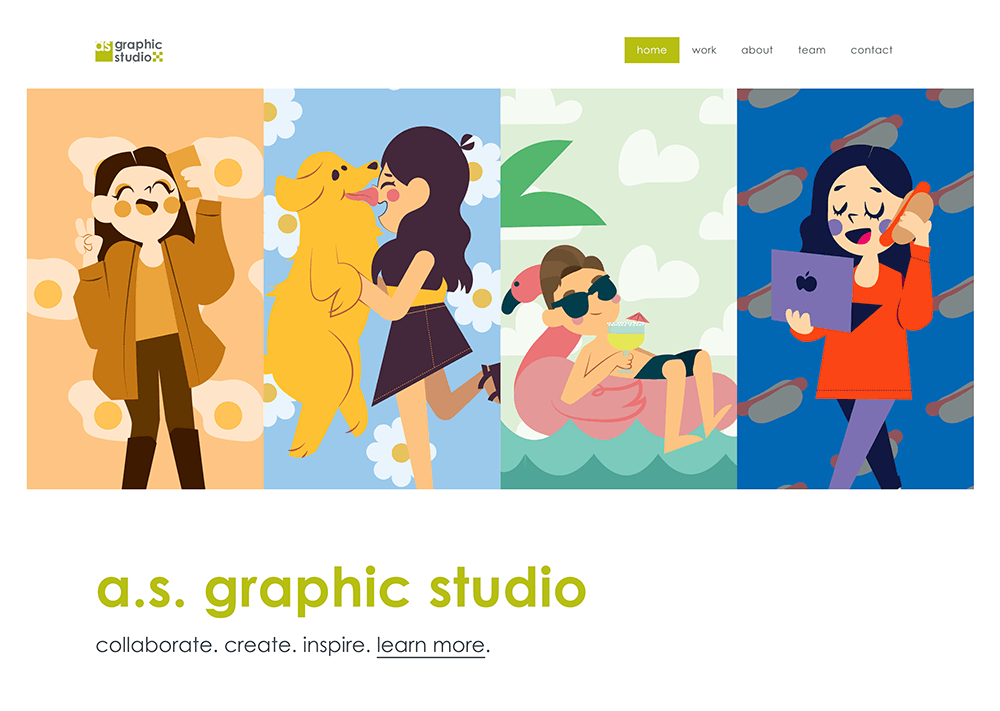 as graphic
studio
home work about team contact
a.s. graphic studio
collaborate. create. inspire. learn more.